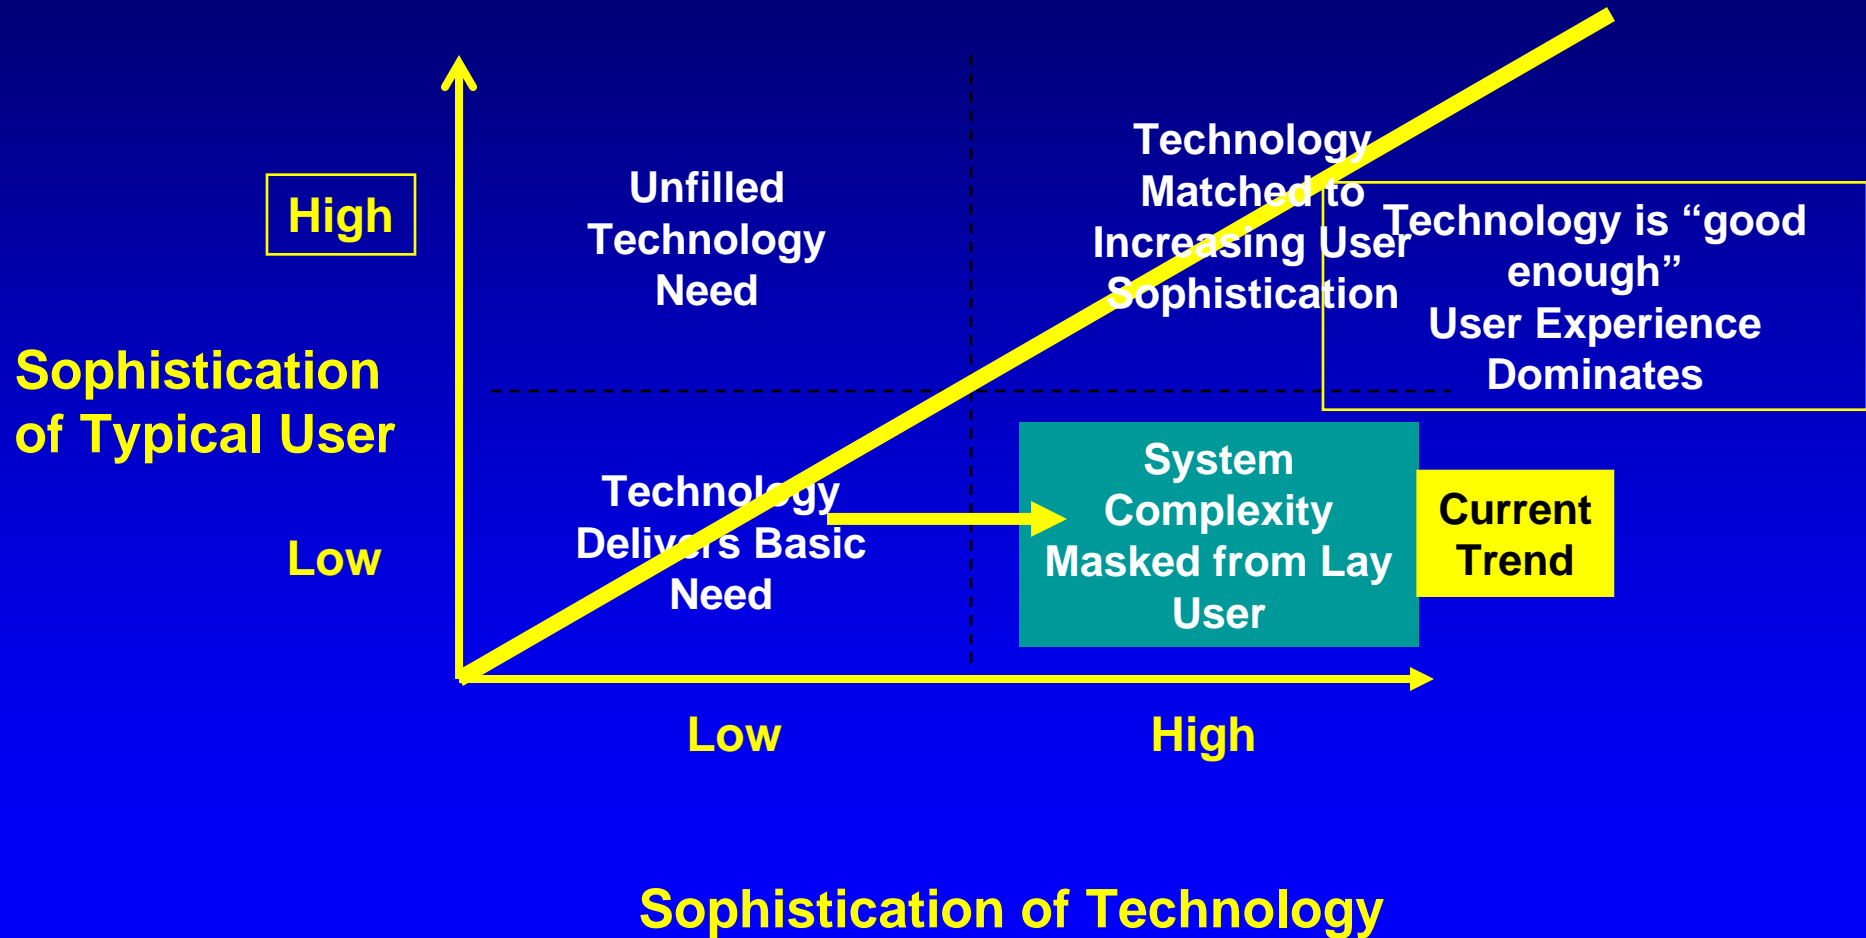 High
Sophistication
of Typical User
Low
Unfilled
Technology
Need
Technology
Matched to
Increasing User
Sophistication
Technology is “good
enough”
User Experience
Dominates
Technology
Delivers Basic
Need
System
Complexity
Masked from Lay
User
Current
Trend
Low
High
Sophistication of Technology